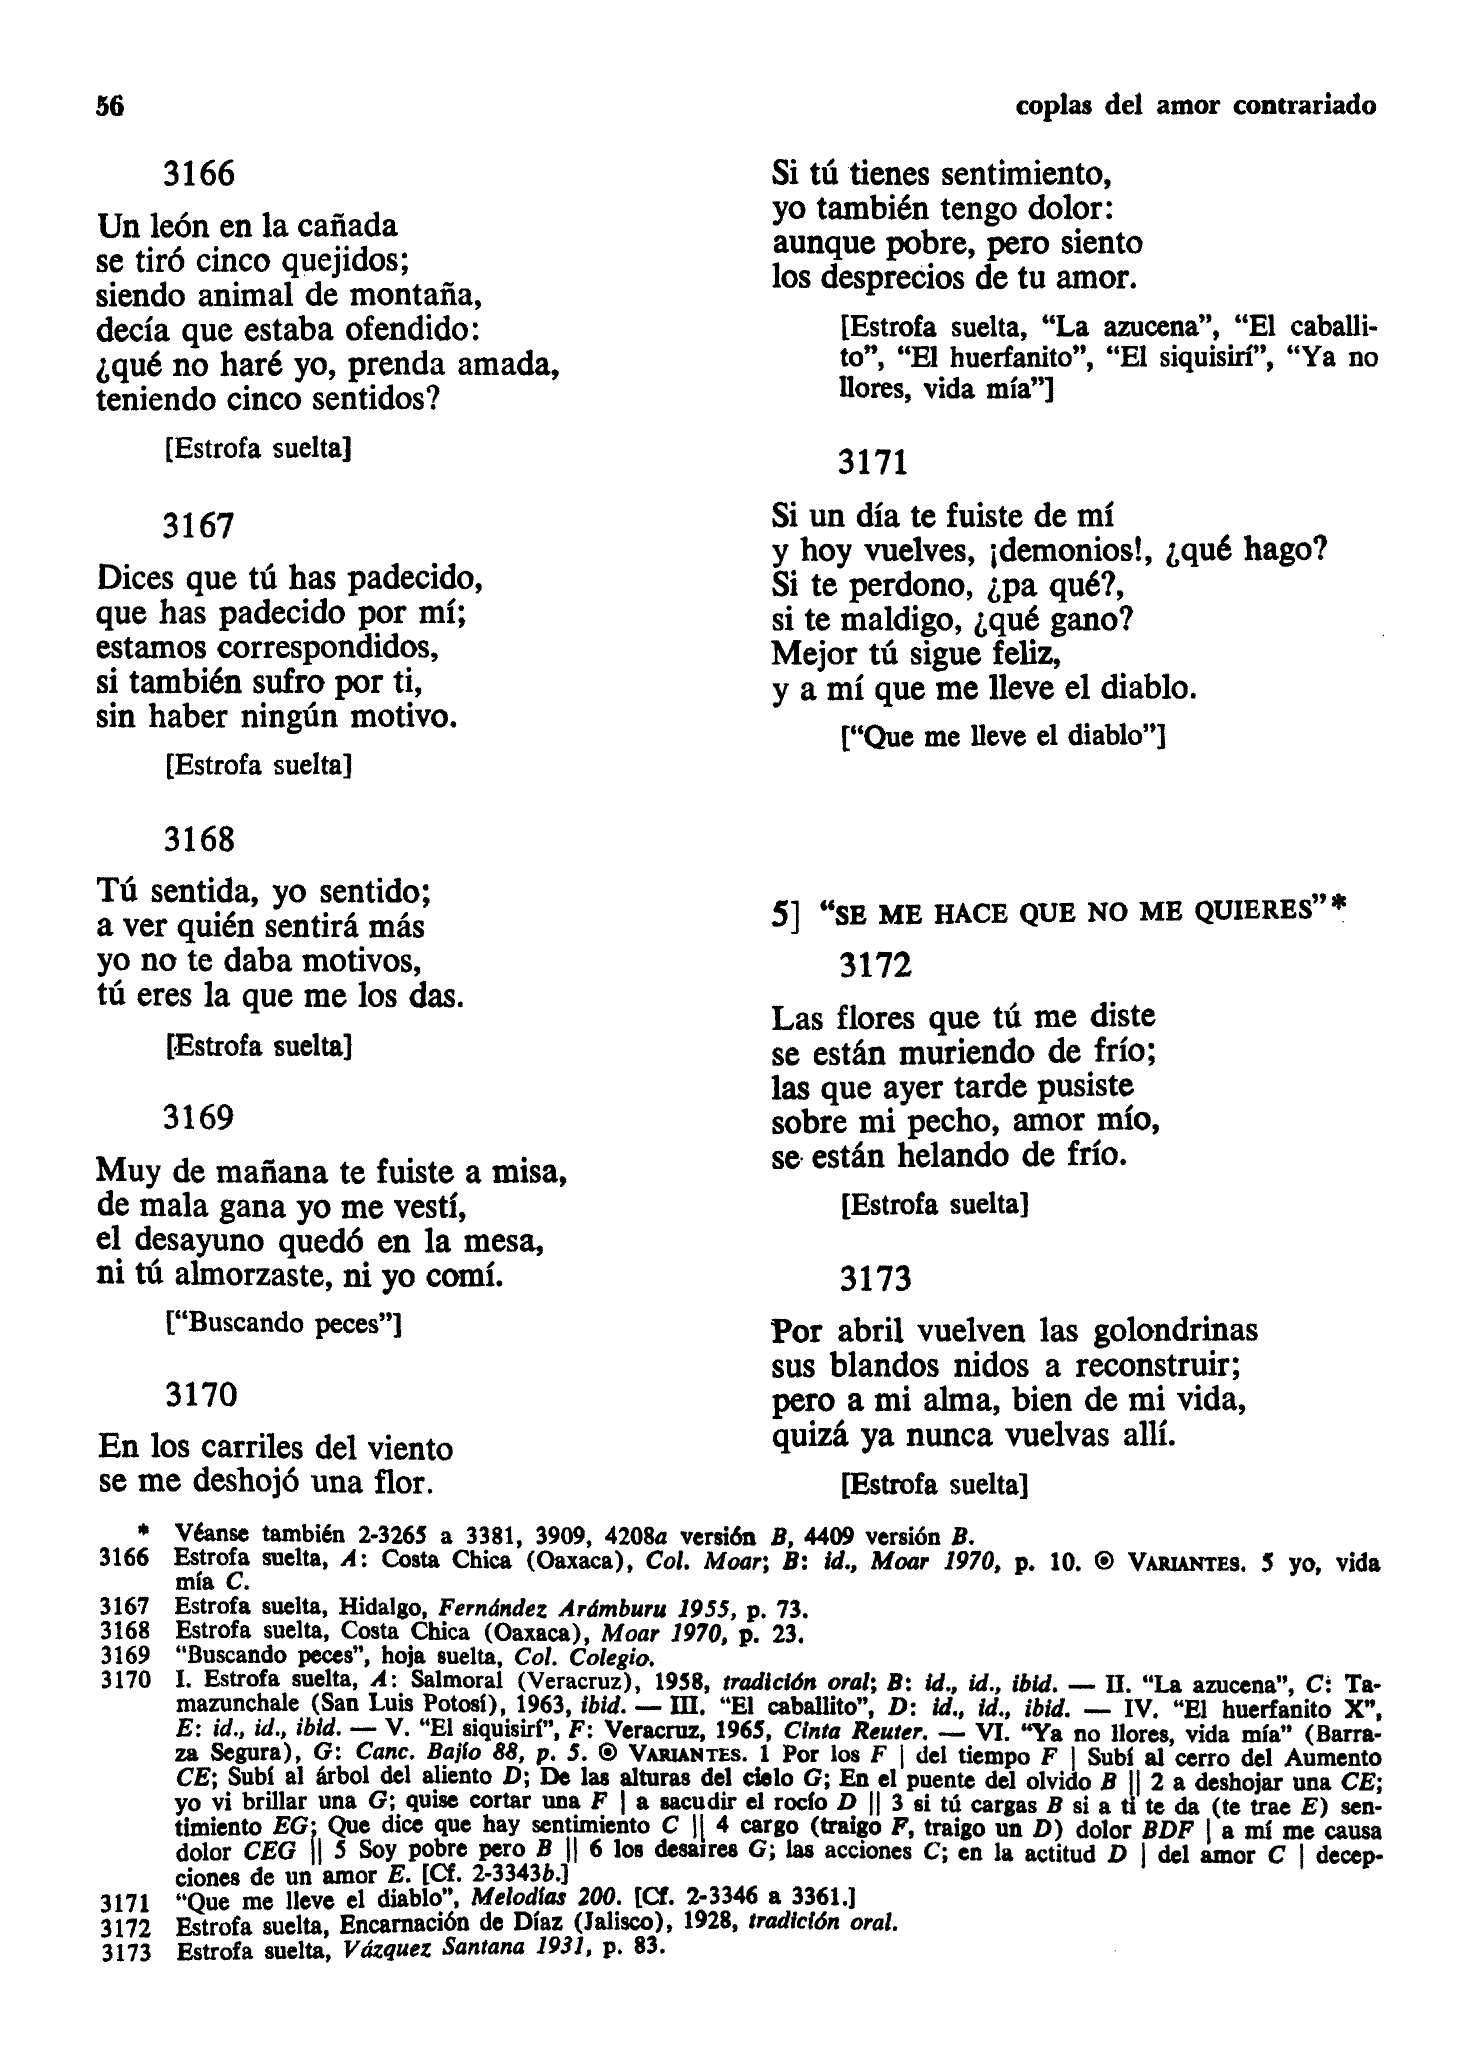 56
coplas del amor contrariado
3166
Un león en la cañada
se tiró cinco quejidos;
siendo animal de montaña,
decía que estaba ofendido:
¿qué no haré yo, prenda amada,
teniendo cinco sentidos?
[Estrofa suelta]
3167
Dices que tú has padecido,
que has padecido por mí;
estamos correspondidos,
si también sufro por ti,
sin haber ningún motivo.
[Estrofa suelta]
3168
Tú sentida, yo sentido;
a ver quién sentirá más
yo no te daba motivos,
tú eres la que me los das.
[Estrofa suelta]
3169
Muy de mañana te fuiste a misa,
de mala gana yo me vestí,
el desayuno quedó en la mesa,
ni tú almorzaste, ni yo comí.
[“Buscando peces”]
3170
En los carriles del viento
se me deshojó una flor.
Si tú tienes sentimiento,
yo también tengo dolor:
aunque pobre, pero siento
los desprecios de tu amor.
[Estrofa suelta, “La azucena”, “El caballi-
to”, “El huerfanito”, “El siquisirí”, “Ya no
llores, vida mía”]
3171
Si un día te fuiste de mí
y hoy vuelves, ¡demonios!, ¿qué hago?
Si te perdono, ¿pa qué?,
si te maldigo, ¿qué gano?
Mejor tú sigue feliz,
y a mí que me lleve el diablo.
[“Que me lleve el diablo”]
5] “SE ME HACE QUE NO ME QUIERES”*
3172
Las flores que tú me diste
se están muriendo de frío;
las que ayer tarde pusiste
sobre mi pecho, amor mío,
se están helando de frío.
[Estrofa suelta]
3173
Por abril vuelven las golondrinas
sus blandos nidos a reconstruir;
pero a mi alma, bien de mi vida,
quizá ya nunca vuelvas allí.
[Estrofa suelta]
* Véanse también 2-3265 a 3381, 3909, 4208a versión B, 4409 versión B.
3166 Estrofa suelta, A: Costa Chica (Oaxaca), Col. Moar; B: id., Moar 1970, p. 10. ⊙ VARIANTES. 5 yo, vida
mía C.
3167 Estrofa suelta, Hidalgo, Fernández Arámburu 1955, p. 73.
3168 Estrofa suelta, Costa Chica (Oaxaca), Moar 1970, p. 23.
3169 “Buscando peces”, hoja suelta, Col. Colegio.
3170 I. Estrofa suelta, A: Salmoral (Veracruz), 1958, tradición oral; B: id., id., ibid. — II. “La azucena”, C: Ta-
mazunchale (San Luis Potosí), 1963, ibid. — III. “El caballito”, D: id., id., ibid. — IV. “El huerfanito X”,
E: id., id., ibid. — V. “El siquisirí”, F: Veracruz, 1965, Cinta Reuter. — VI. “Ya no llores, vida mía” (Barra-
za Segura), G: Canc. Bajío 88, p. 5. ⊙ VARIANTES. 1 Por los F | del tiempo F | Subí al cerro del Aumento
CE; Subí al árbol del aliento D; De las alturas del cielo G; En el puente del olvido B || 2 a deshojar una CE;
yo vi brillar una G; quise cortar una F | a sacudir el rocío D || 3 si tú cargas B si a ti te da (te trae E) sen-
timiento EG; Que dice que hay sentimiento C || 4 cargo (traigo F, traigo un D) dolor BDF | a mí me causa
dolor CEG || 5 Soy pobre pero B || 6 los desaires G; las acciones C; en la actitud D | del amor C | decep-
ciones de un amor E. [Cf. 2-3343b.]
3171 “Que me lleve el diablo”, Melodías 200. [Cf. 2-3346 a 3361.]
3172 Estrofa suelta, Encarnación de Díaz (Jalisco), 1928, tradición oral.
3173 Estrofa suelta, Vázquez Santana 1931, p. 83.